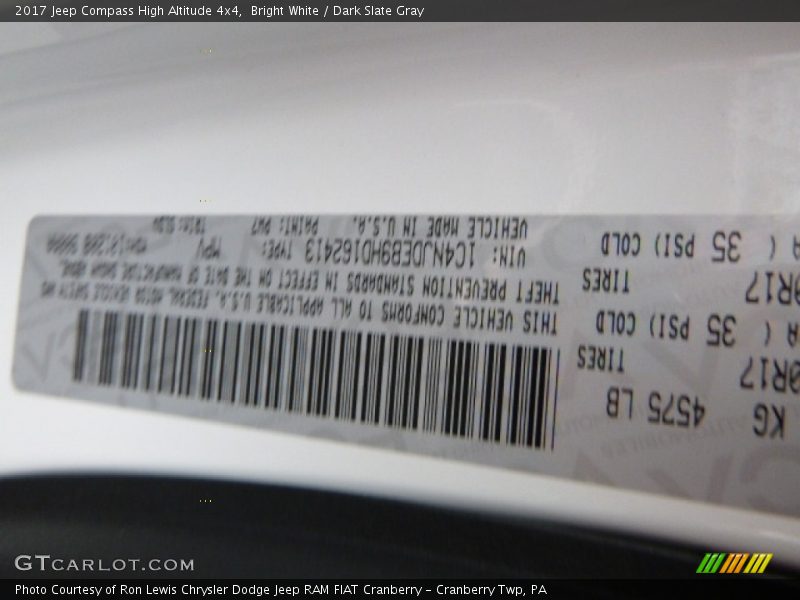 2017 Jeep Compass High Altitude 4x4, Bright White / Dark Slate Gray
KG 4575 LB
0R17 TIRES
A ( 35 PSI) COLD
0R17 TIRES
A ( 35 PSI) COLD
THIS VEHICLE CONFORMS TO ALL APPLICABLE U.S.A. FEDERAL MOTOR VEHICLE SAFETY AND
THEFT PREVENTION STANDARDS IN EFFECT ON THE DATE OF MANUFACTURE SHOWN ABOVE.
VIN: 1C4NJDEB9HD162413 TYPE: MPV
VEHICLE MADE IN U.S.A. PAINT: PW7 TRIM:
GTCARLOT.COM
Photo Courtesy of Ron Lewis Chrysler Dodge Jeep RAM FIAT Cranberry – Cranberry Twp, PA